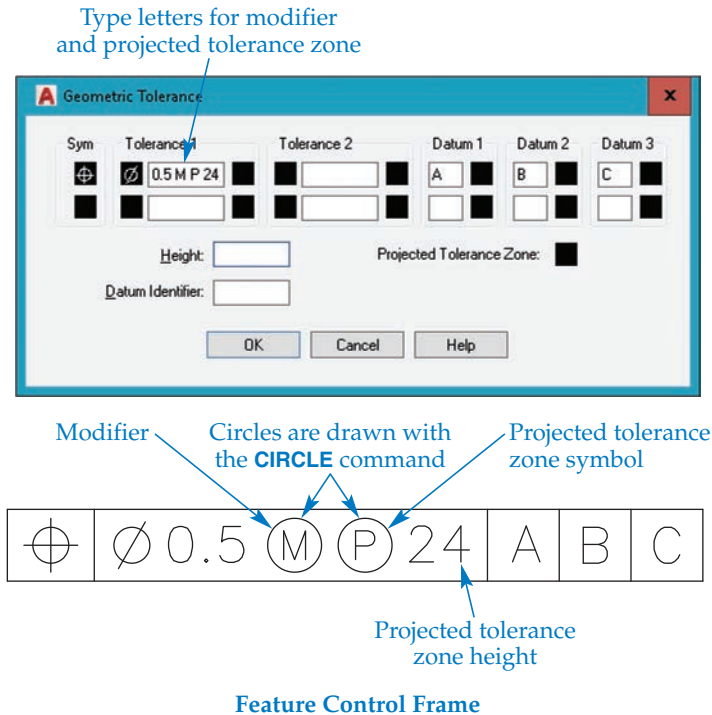 Type letters for modifier
and projected tolerance zone
A Geometric Tolerance x
Sym Tolerance 1 Tolerance 2 Datum 1 Datum 2 Datum 3
⌖ Ø 0.5 M P 24 A B C
Height: Projected Tolerance Zone:
Datum Identifier:
OK Cancel Help
Modifier Circles are drawn with Projected tolerance
the CIRCLE command zone symbol
⌖ Ø 0.5 Ⓜ Ⓟ 24 A B C
Projected tolerance
zone height
Feature Control Frame